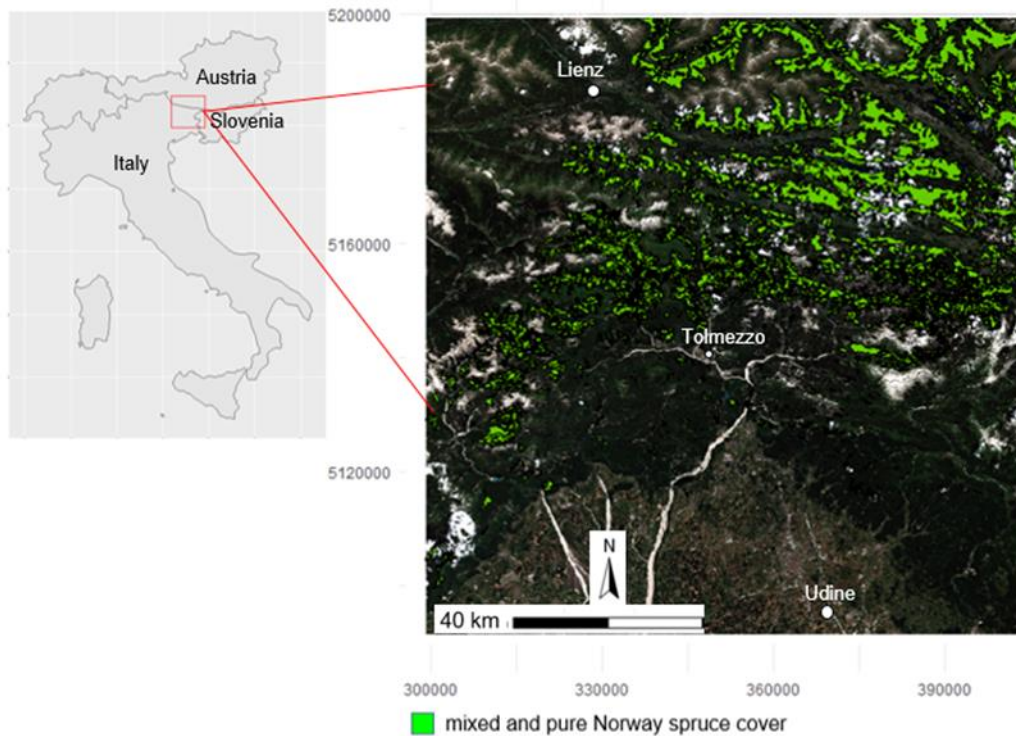 5200000
Austria
Lienz
Slovenia
Italy
5160000
Tolmezzo
5120000
N
Udine
40 km
300000 330000 360000 390000
mixed and pure Norway spruce cover